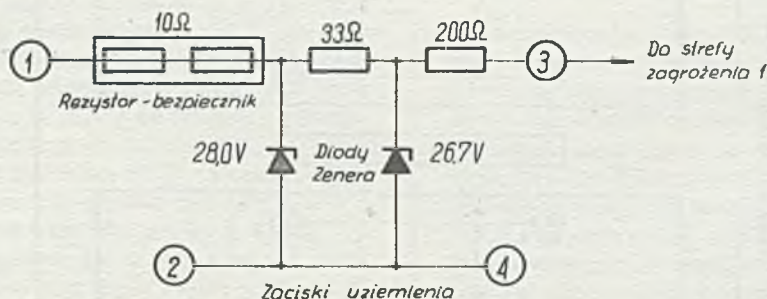 10Ω 33Ω 200Ω
1 3 Do strefy
zagrożenia 1
Rezystor-bezpiecznik
28,0V Diody 26,7V
Zenera
2 4
Zaciski uziemienia